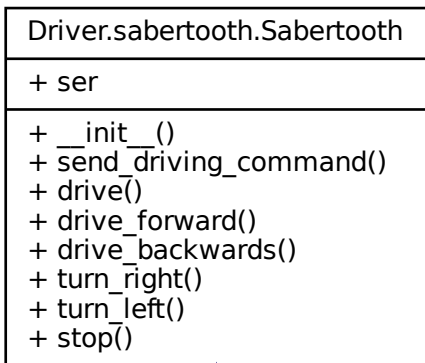 Driver.sabertooth.Sabertooth
+ ser
+ __init__()
+ send_driving_command()
+ drive()
+ drive_forward()
+ drive_backwards()
+ turn_right()
+ turn_left()
+ stop()